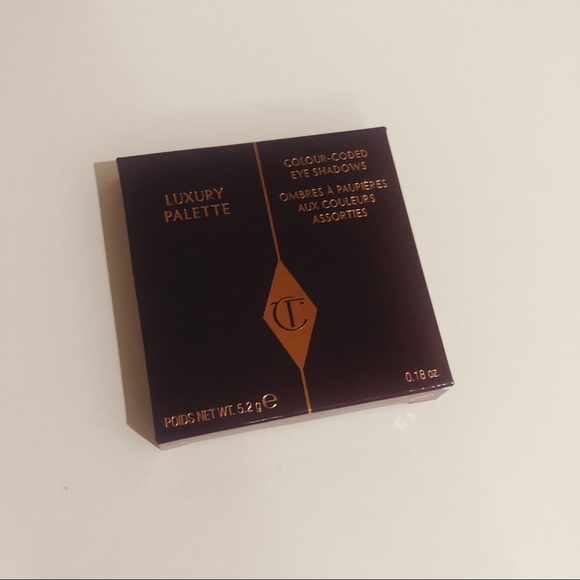 LUXURY
PALETTE
COLOUR-CODED
EYE SHADOWS
OMBRES À PAUPIÈRES
AUX COULEURS
ASSORTIES
CT
POIDS NET WT. 5.2 g ℮
0.18 oz.